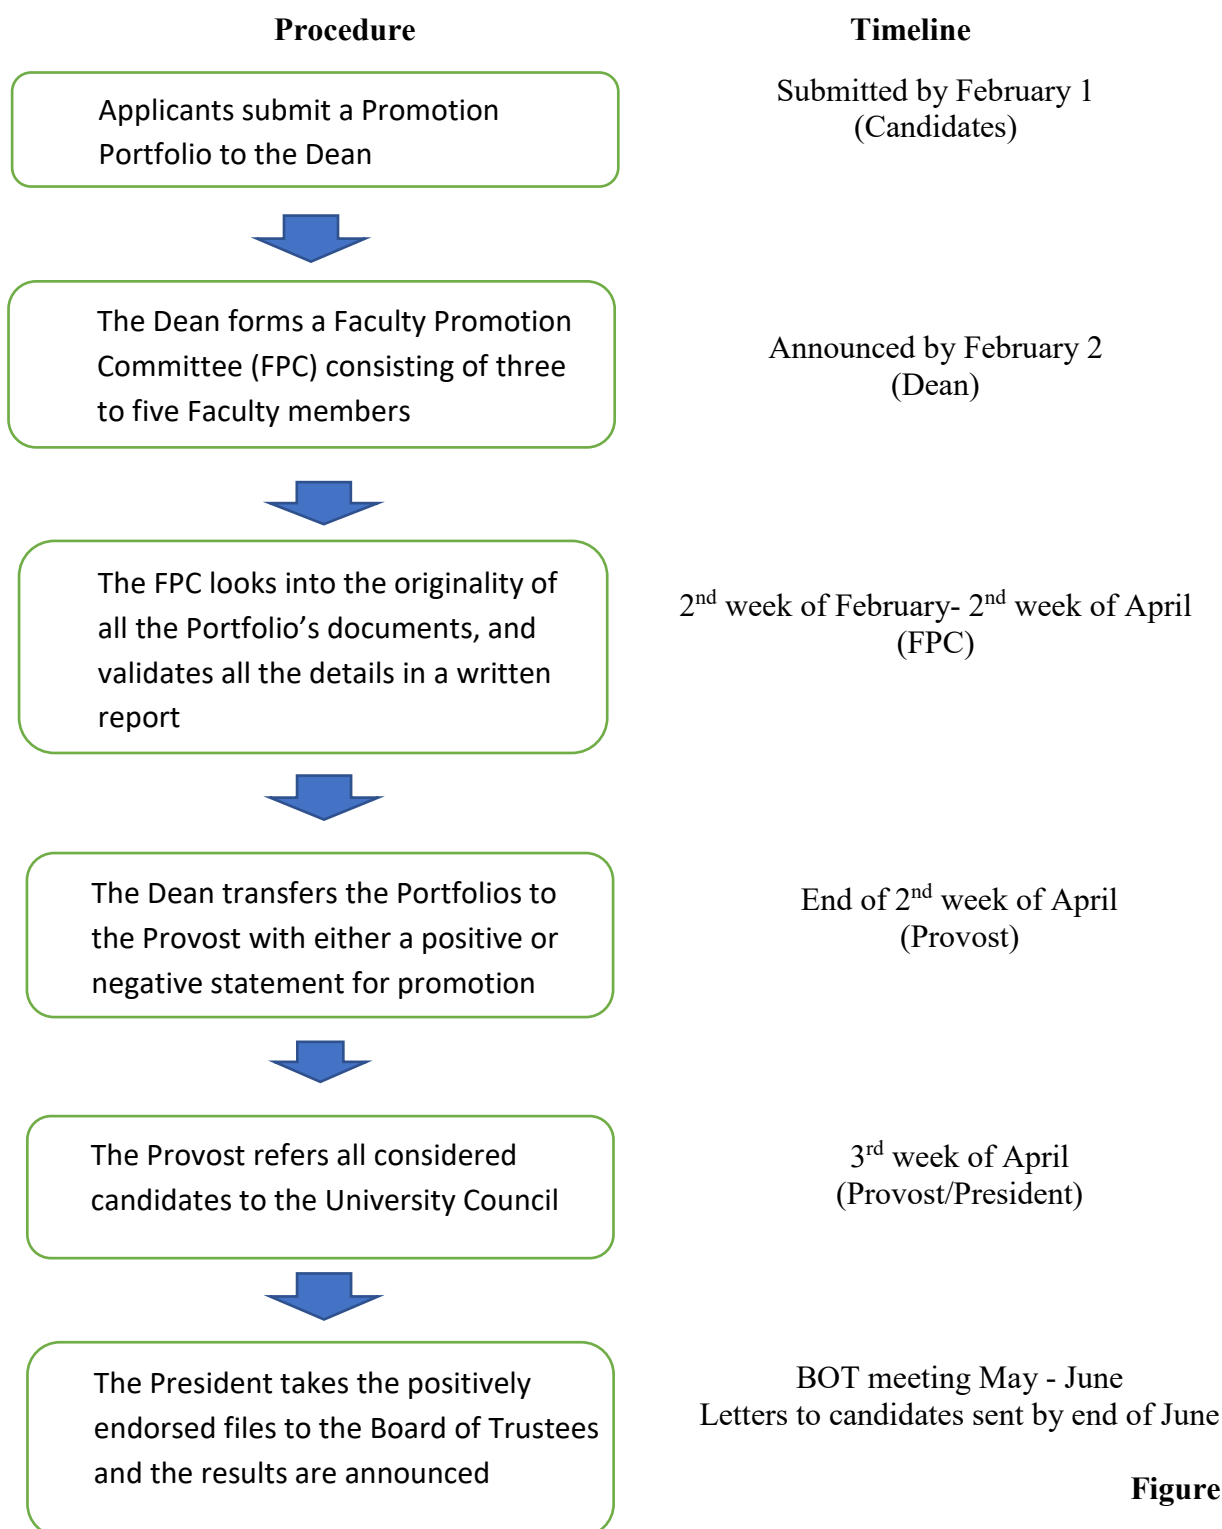 Procedure
Timeline
Applicants submit a Promotion
Portfolio to the Dean
Submitted by February 1
(Candidates)
The Dean forms a Faculty Promotion
Committee (FPC) consisting of three
to five Faculty members
Announced by February 2
(Dean)
The FPC looks into the originality of
all the Portfolio’s documents, and
validates all the details in a written
report
2nd week of February- 2nd week of April
(FPC)
The Dean transfers the Portfolios to
the Provost with either a positive or
negative statement for promotion
End of 2nd week of April
(Provost)
The Provost refers all considered
candidates to the University Council
3rd week of April
(Provost/President)
The President takes the positively
endorsed files to the Board of Trustees
and the results are announced
BOT meeting May - June
Letters to candidates sent by end of June
Figure